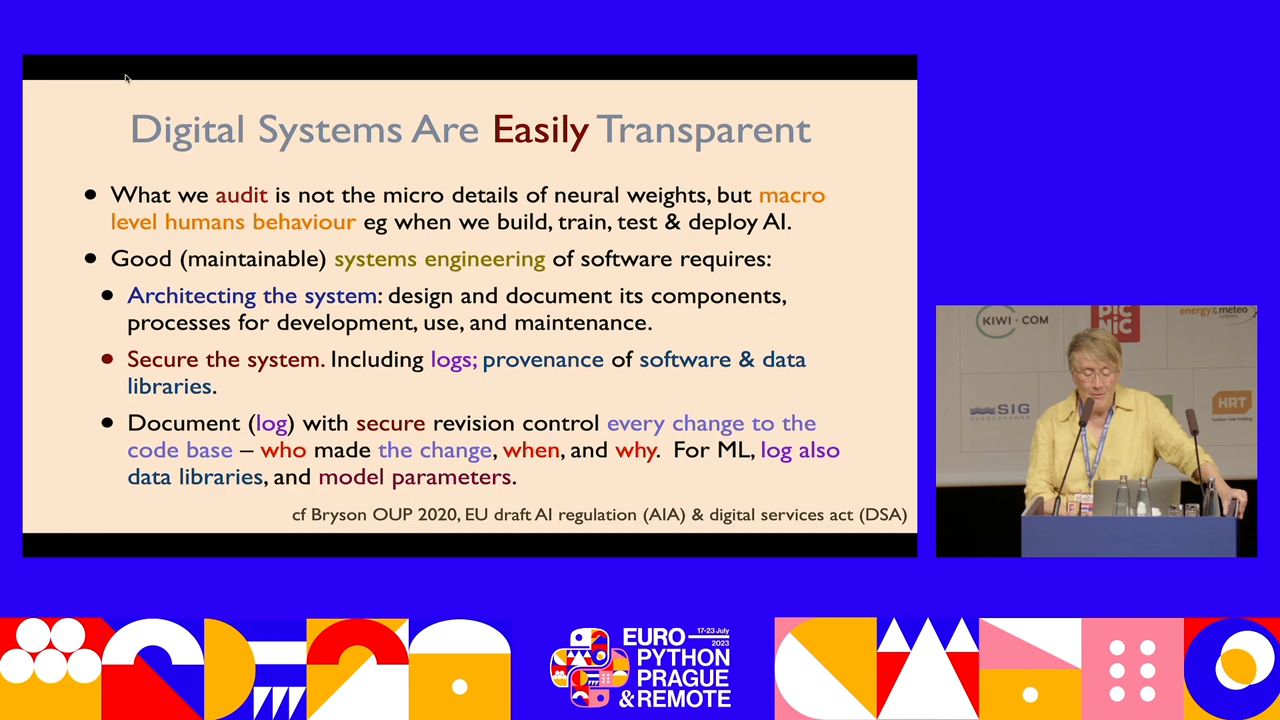 Digital Systems Are Easily Transparent
• What we audit is not the micro details of neural weights, but macro
level humans behaviour eg when we build, train, test & deploy AI.
• Good (maintainable) systems engineering of software requires:
• Architecting the system: design and document its components,
processes for development, use, and maintenance.
• Secure the system. Including logs; provenance of software & data
libraries.
• Document (log) with secure revision control every change to the
code base – who made the change, when, and why. For ML, log also
data libraries, and model parameters.
cf Bryson OUP 2020, EU draft AI regulation (AIA) & digital services act (DSA)
KIWI.COM
PIC
NIC
energy & meteo
systems
SIG
HRT
17-23 July
2023
EURO
PYTHON
PRAGUE
& REMOTE